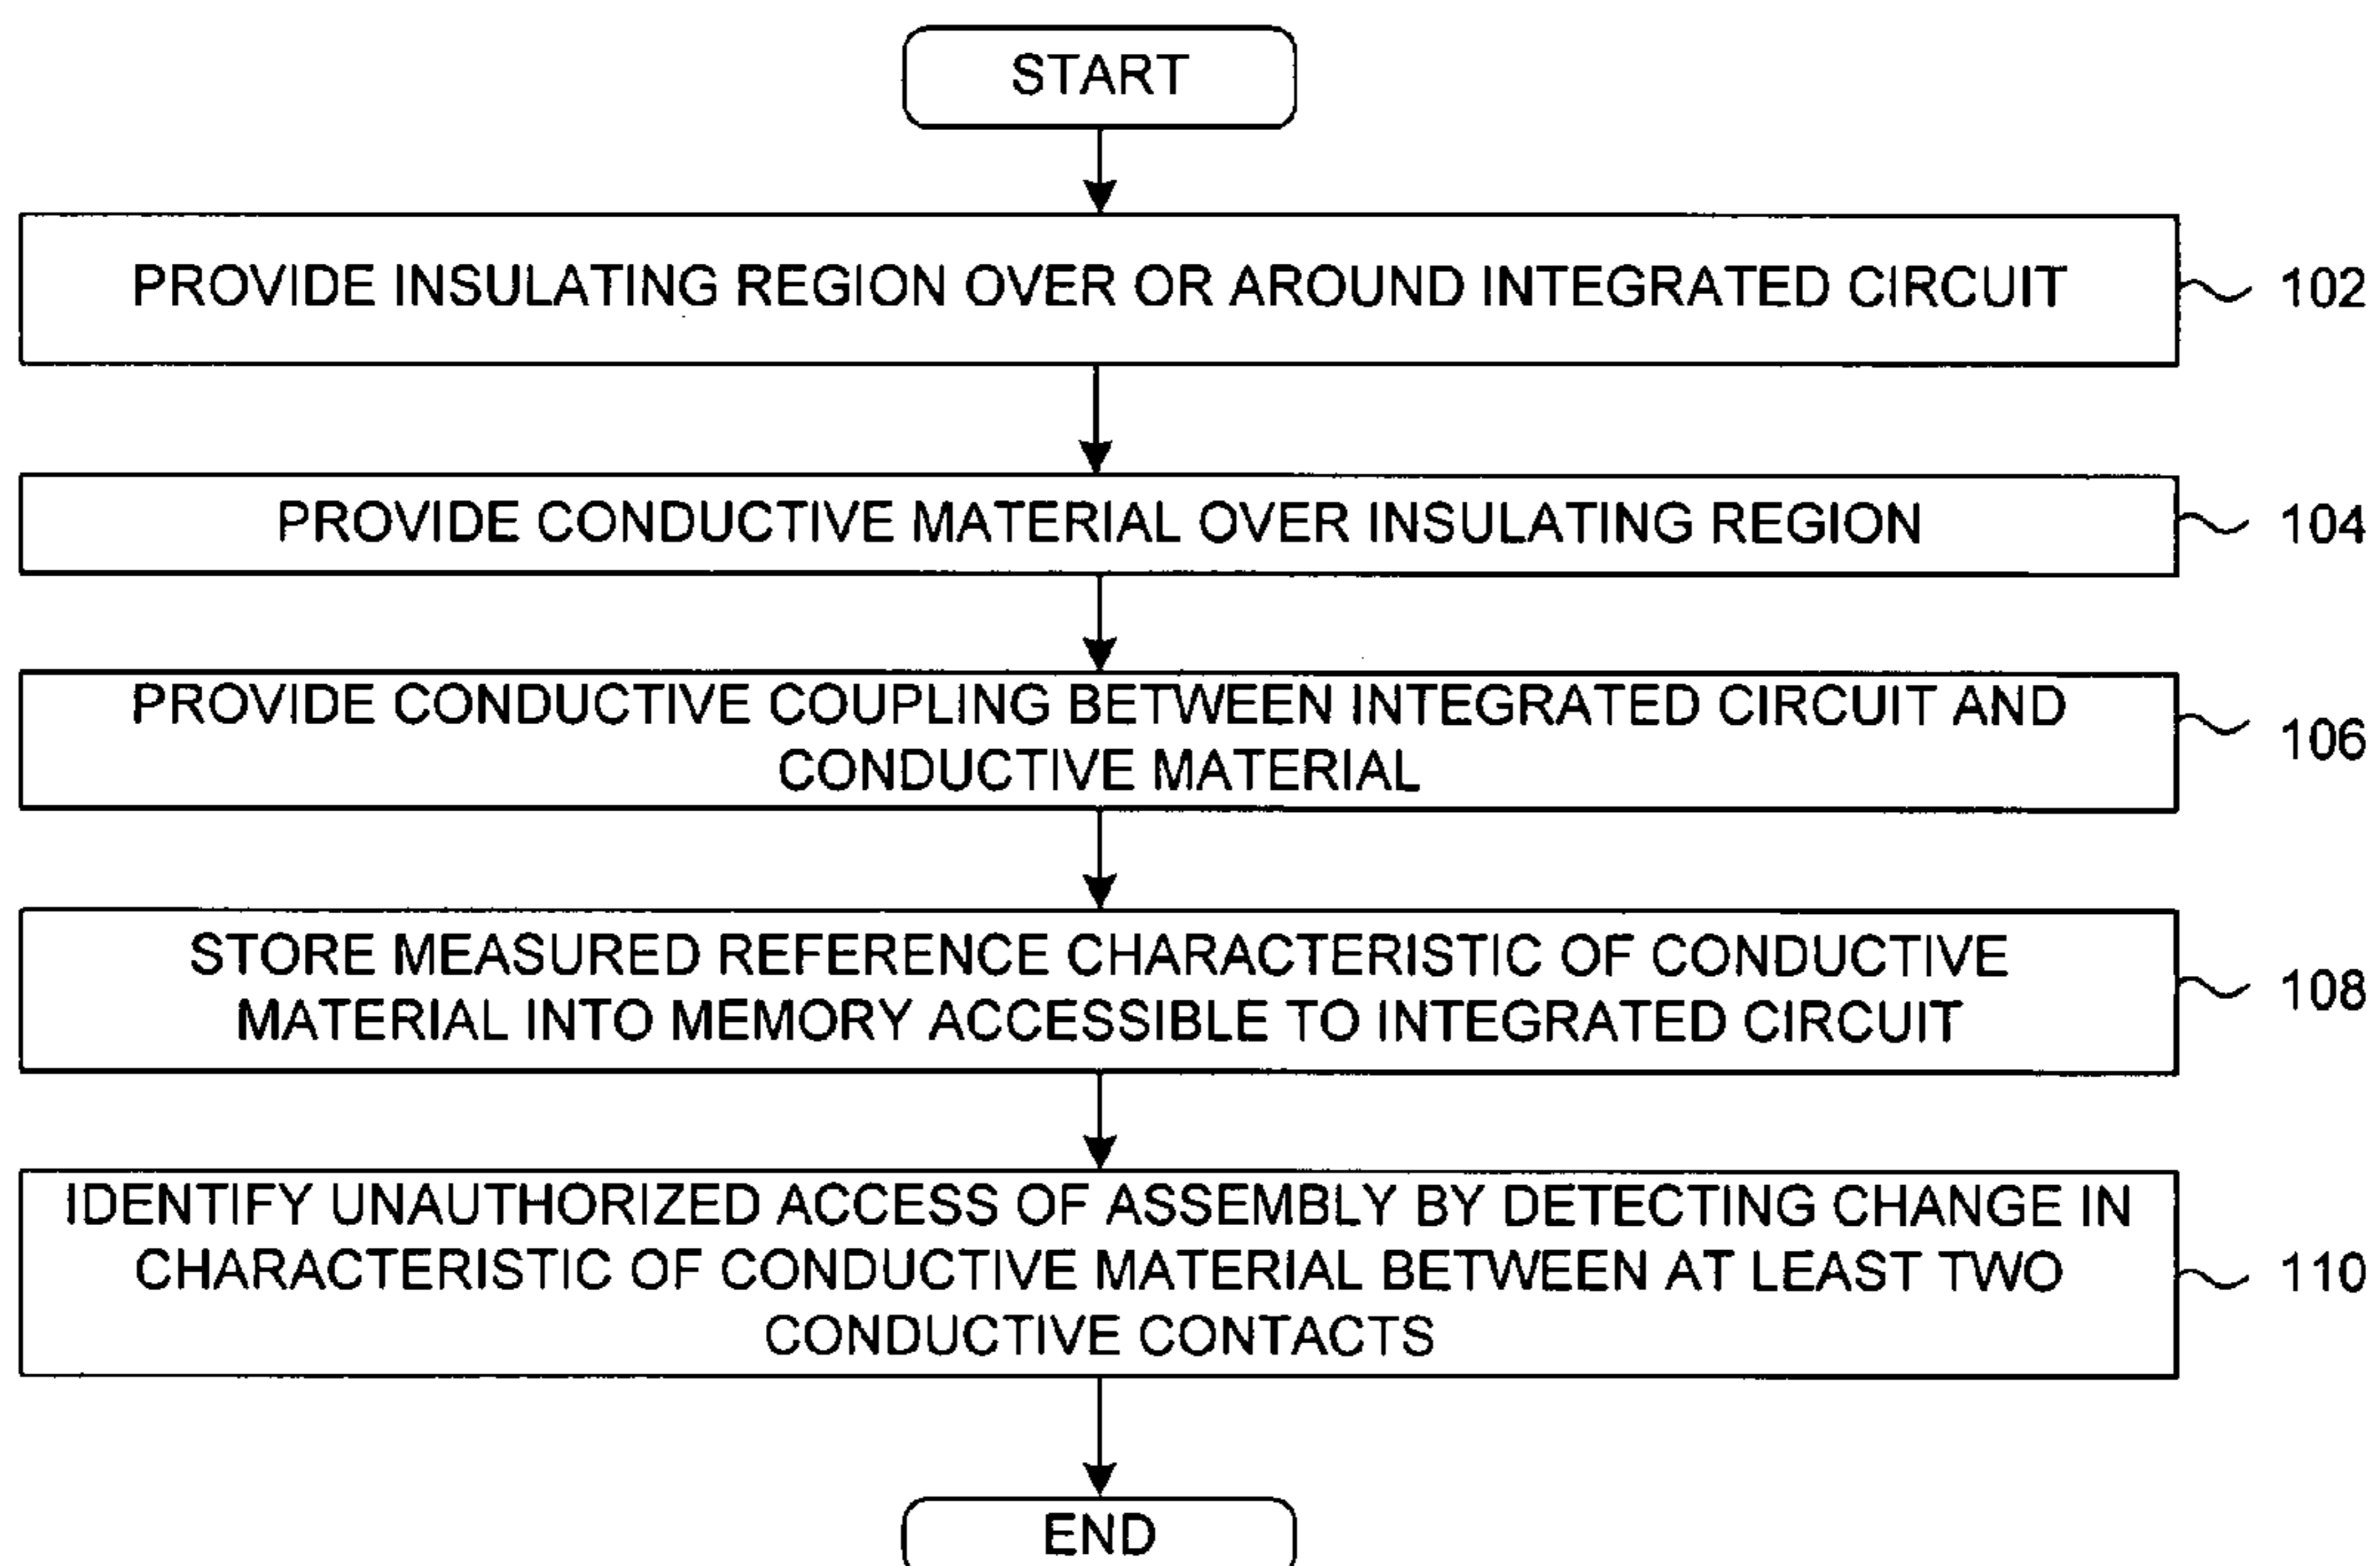 START
PROVIDE INSULATING REGION OVER OR AROUND INTEGRATED CIRCUIT
102
PROVIDE CONDUCTIVE MATERIAL OVER INSULATING REGION
104
PROVIDE CONDUCTIVE COUPLING BETWEEN INTEGRATED CIRCUIT AND
CONDUCTIVE MATERIAL
106
STORE MEASURED REFERENCE CHARACTERISTIC OF CONDUCTIVE
MATERIAL INTO MEMORY ACCESSIBLE TO INTEGRATED CIRCUIT
108
IDENTIFY UNAUTHORIZED ACCESS OF ASSEMBLY BY DETECTING CHANGE IN
CHARACTERISTIC OF CONDUCTIVE MATERIAL BETWEEN AT LEAST TWO
CONDUCTIVE CONTACTS
110
END